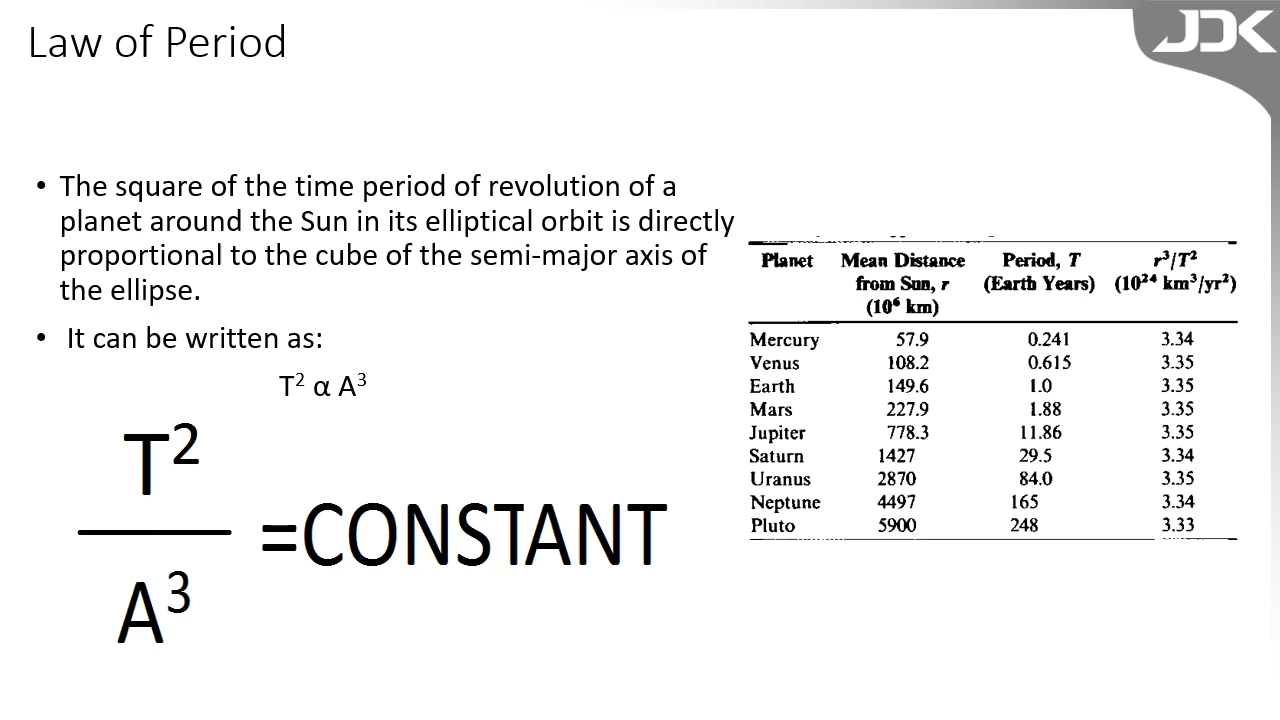 Law of Period
JDK
• The square of the time period of revolution of a
planet around the Sun in its elliptical orbit is directly
proportional to the cube of the semi-major axis of
the ellipse.
• It can be written as:
T² α A³
T²
=CONSTANT
A³
Planet Mean Distance Period, T r³/T²
from Sun, r (Earth Years) (10²⁴ km³/yr²)
(10⁶ km)
Mercury 57.9 0.241 3.34
Venus 108.2 0.615 3.35
Earth 149.6 1.0 3.35
Mars 227.9 1.88 3.35
Jupiter 778.3 11.86 3.35
Saturn 1427 29.5 3.34
Uranus 2870 84.0 3.35
Neptune 4497 165 3.34
Pluto 5900 248 3.33